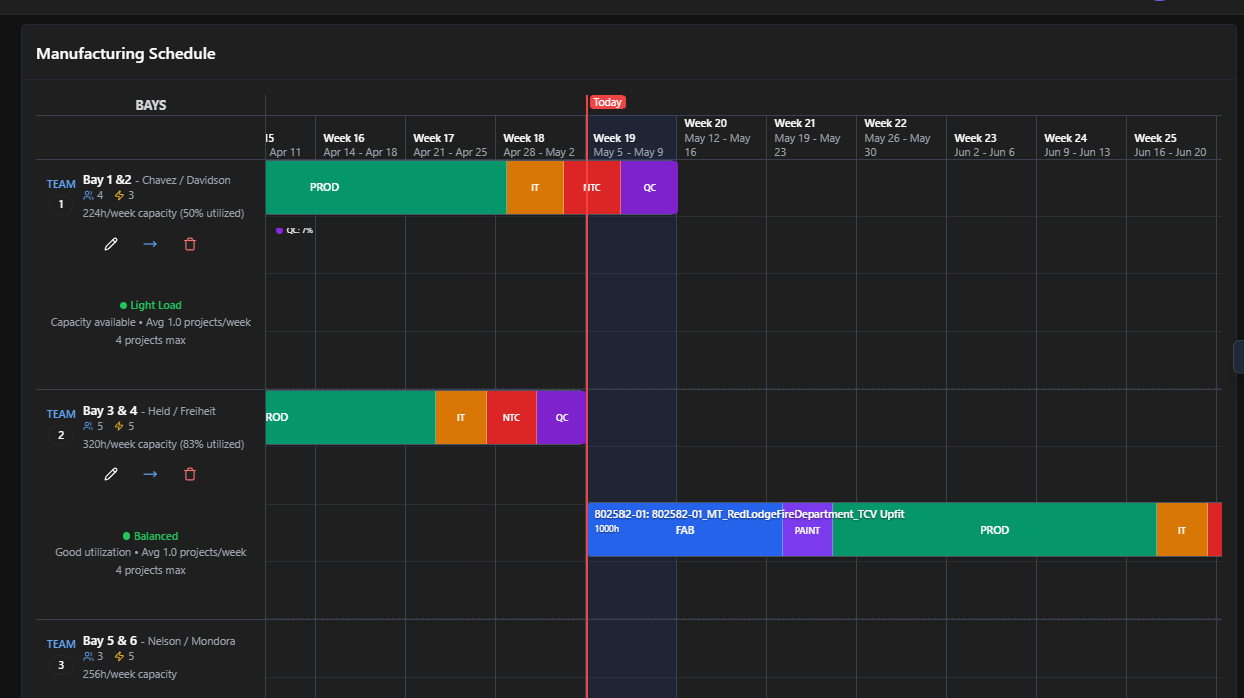 Manufacturing Schedule
Today
BAYS
15
Apr 11
Week 16
Apr 14 - Apr 18
Week 17
Apr 21 - Apr 25
Week 18
Apr 28 - May 2
Week 19
May 5 - May 9
Week 20
May 12 - May
16
Week 21
May 19 - May
23
Week 22
May 26 - May
30
Week 23
Jun 2 - Jun 6
Week 24
Jun 9 - Jun 13
Week 25
Jun 16 - Jun 20
TEAM
1
Bay 1 &2 - Chavez / Davidson
4 3
224h/week capacity (50% utilized)
PROD IT NTC QC
QC: 7%
Light Load
Capacity available • Avg 1.0 projects/week
4 projects max
TEAM
2
Bay 3 & 4 - Held / Freiheit
5 5
320h/week capacity (83% utilized)
ROD IT NTC QC
802582-01: 802582-01_MT_RedLodgeFireDepartment_TCV Upfit
1000h
FAB PAINT PROD IT
Balanced
Good utilization • Avg 1.0 projects/week
4 projects max
TEAM
3
Bay 5 & 6 - Nelson / Mondora
3 5
256h/week capacity